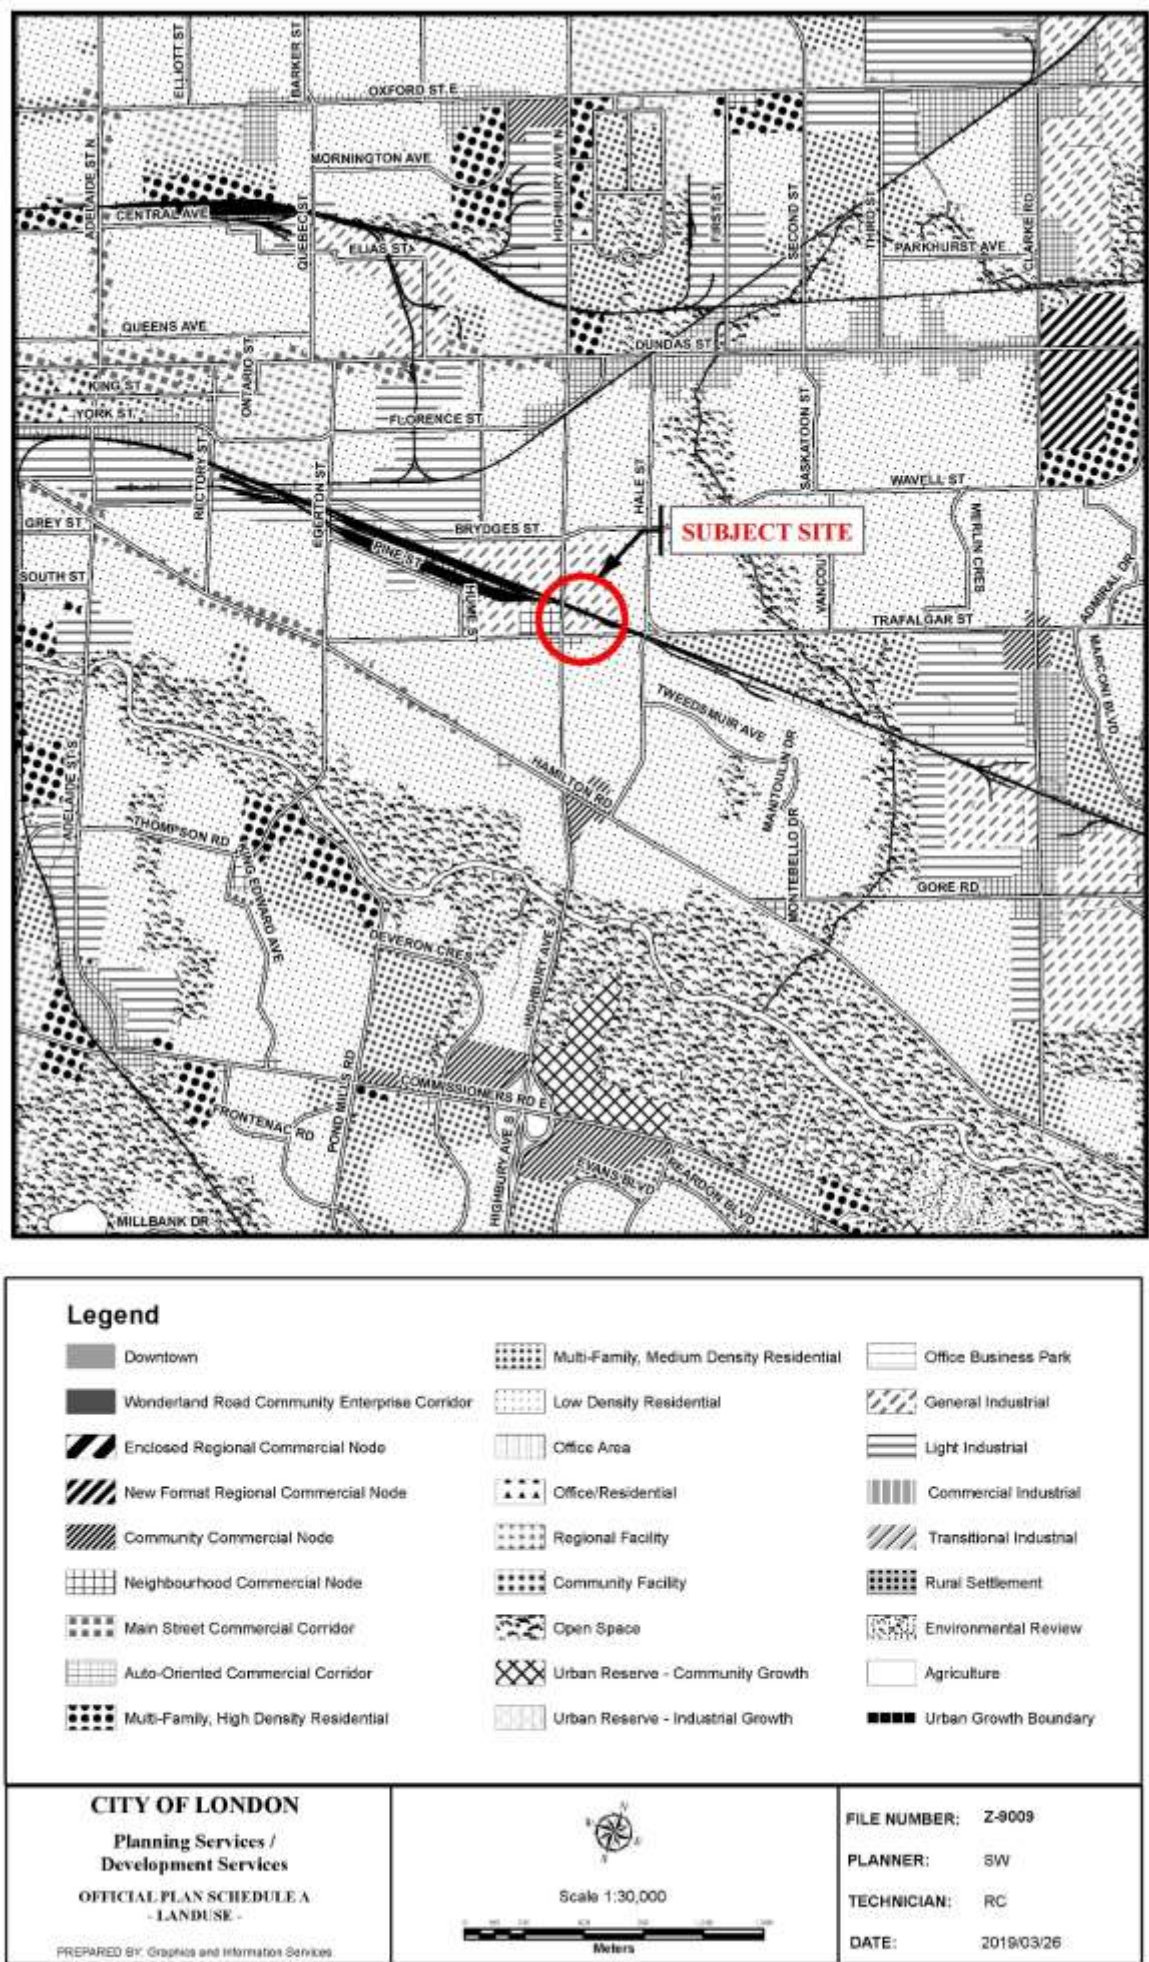 ELLIOTT ST
BARKER ST
OXFORD ST E
ADELAIDE ST N
MORNINGTON AVE
HIGHBURY AVE N
FIRST ST
SECOND ST
THIRD ST
CLARKE RD
CENTRAL AVE
QUEBEC ST
ELIAS ST
PARKHURST AVE
QUEENS AVE
ONTARIO ST
DUNDAS ST
KING ST
YORK ST
FLORENCE ST
SASKATOON ST
RECTORY ST
EGERTON ST
HALE ST
WAVELL ST
GREY ST
BRYDGES ST
SUBJECT SITE
MERLIN CRES
PINE ST
SOUTH ST
HUME ST
ADMIRAL DR
TRAFALGAR ST
MARCONI BLVD
TWEEDSMUIR AVE
ADELAIDE ST S
HAMILTON RD
MANITOULIN DR
THOMPSON RD
KING EDWARD AVE
MONTEBELLO DR
GORE RD
DEVERON CRES
HIGHBURY AVE S
POND MILLS RD
COMMISSIONERS RD E
FRONTENAC RD
HIGHBURY AVE S
EVANS BLVD
REARDON BLVD
MILLBANK DR
Legend
Downtown
Wonderland Road Community Enterprise Corridor
Enclosed Regional Commercial Node
New Format Regional Commercial Node
Community Commercial Node
Neighbourhood Commercial Node
Main Street Commercial Corridor
Auto-Oriented Commercial Corridor
Multi-Family, High Density Residential
Multi-Family, Medium Density Residential
Low Density Residential
Office Area
Office/Residential
Regional Facility
Community Facility
Open Space
Urban Reserve - Community Growth
Urban Reserve - Industrial Growth
Office Business Park
General Industrial
Light Industrial
Commercial Industrial
Transitional Industrial
Rural Settlement
Environmental Review
Agriculture
Urban Growth Boundary
CITY OF LONDON
Planning Services /
Development Services
OFFICIAL PLAN SCHEDULE A
- LANDUSE -
PREPARED BY: Graphics and Information Services
N
E
S
W
Scale 1:30,000
Meters
FILE NUMBER: Z-9009
PLANNER: SW
TECHNICIAN: RC
DATE: 2019/03/26